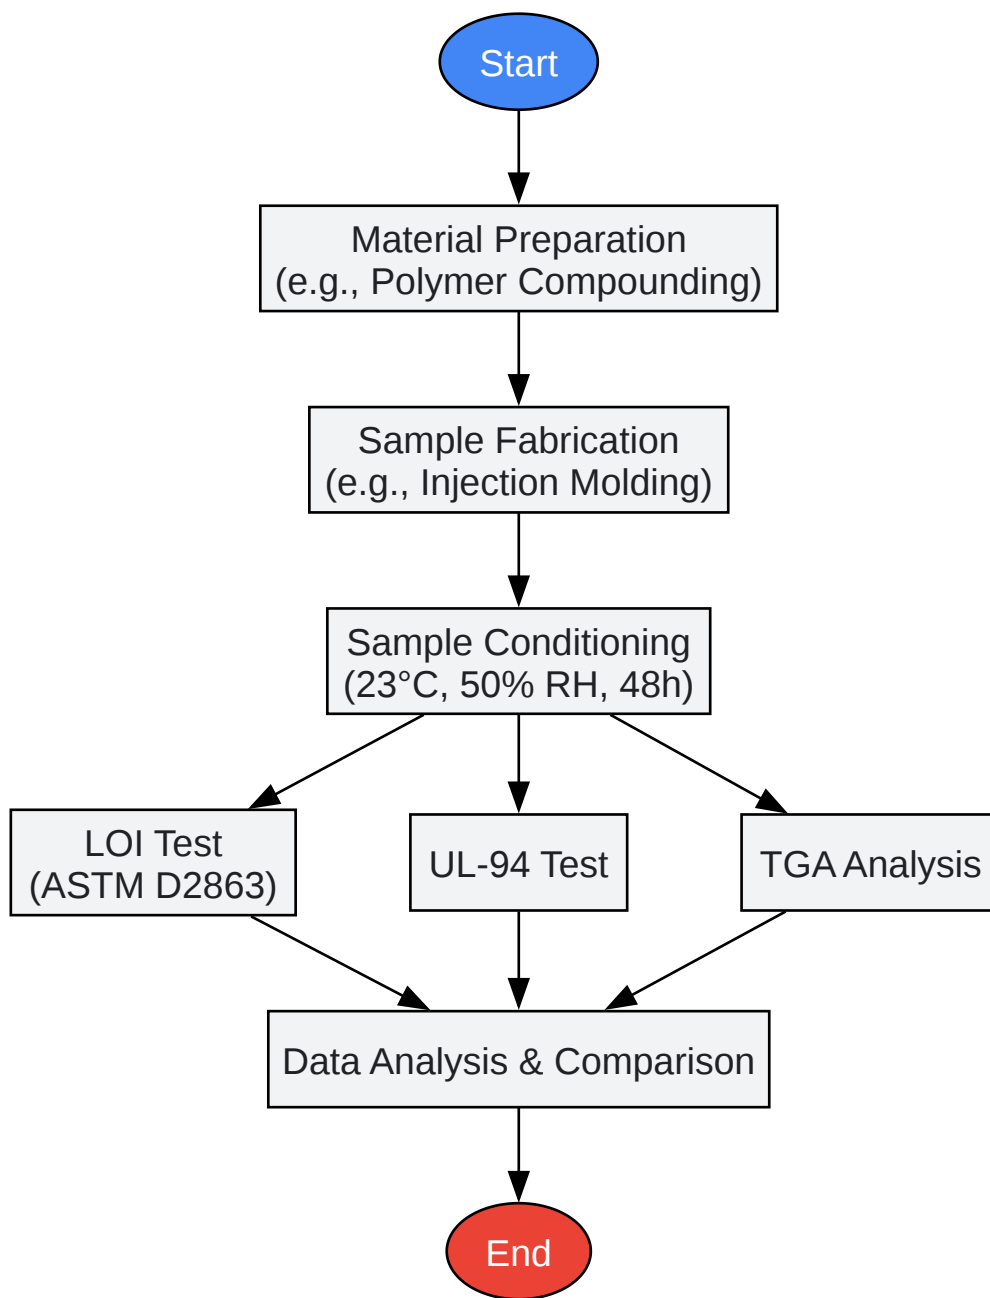 Start
Material Preparation
(e.g., Polymer Compounding)
Sample Fabrication
(e.g., Injection Molding)
Sample Conditioning
(23°C, 50% RH, 48h)
LOI Test
(ASTM D2863)
UL-94 Test
TGA Analysis
Data Analysis & Comparison
End